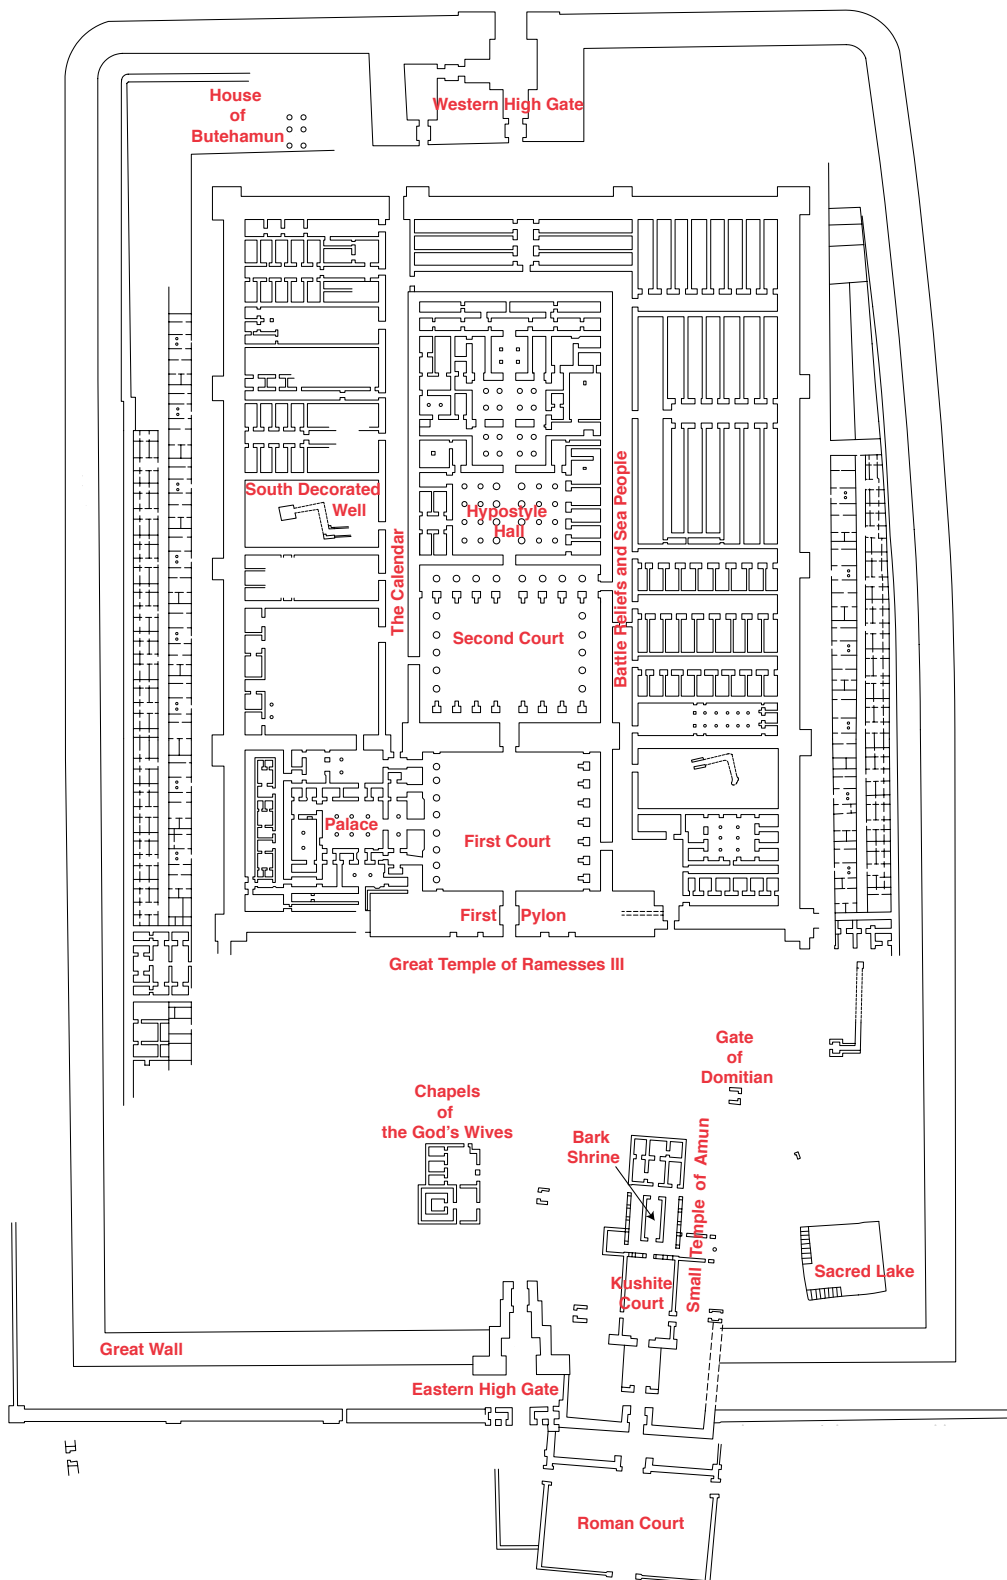 House
of
Butehamun
Western High Gate
South Decorated
Well
The Calendar
Hypostyle
Hall
Battle Reliefs and Sea People
Second Court
Palace
First Court
First Pylon
Great Temple of Ramesses III
Gate
of
Domitian
Chapels
of
the God's Wives
Bark
Shrine
Small Temple of Amun
Kushite
Court
Sacred Lake
Great Wall
Eastern High Gate
Roman Court